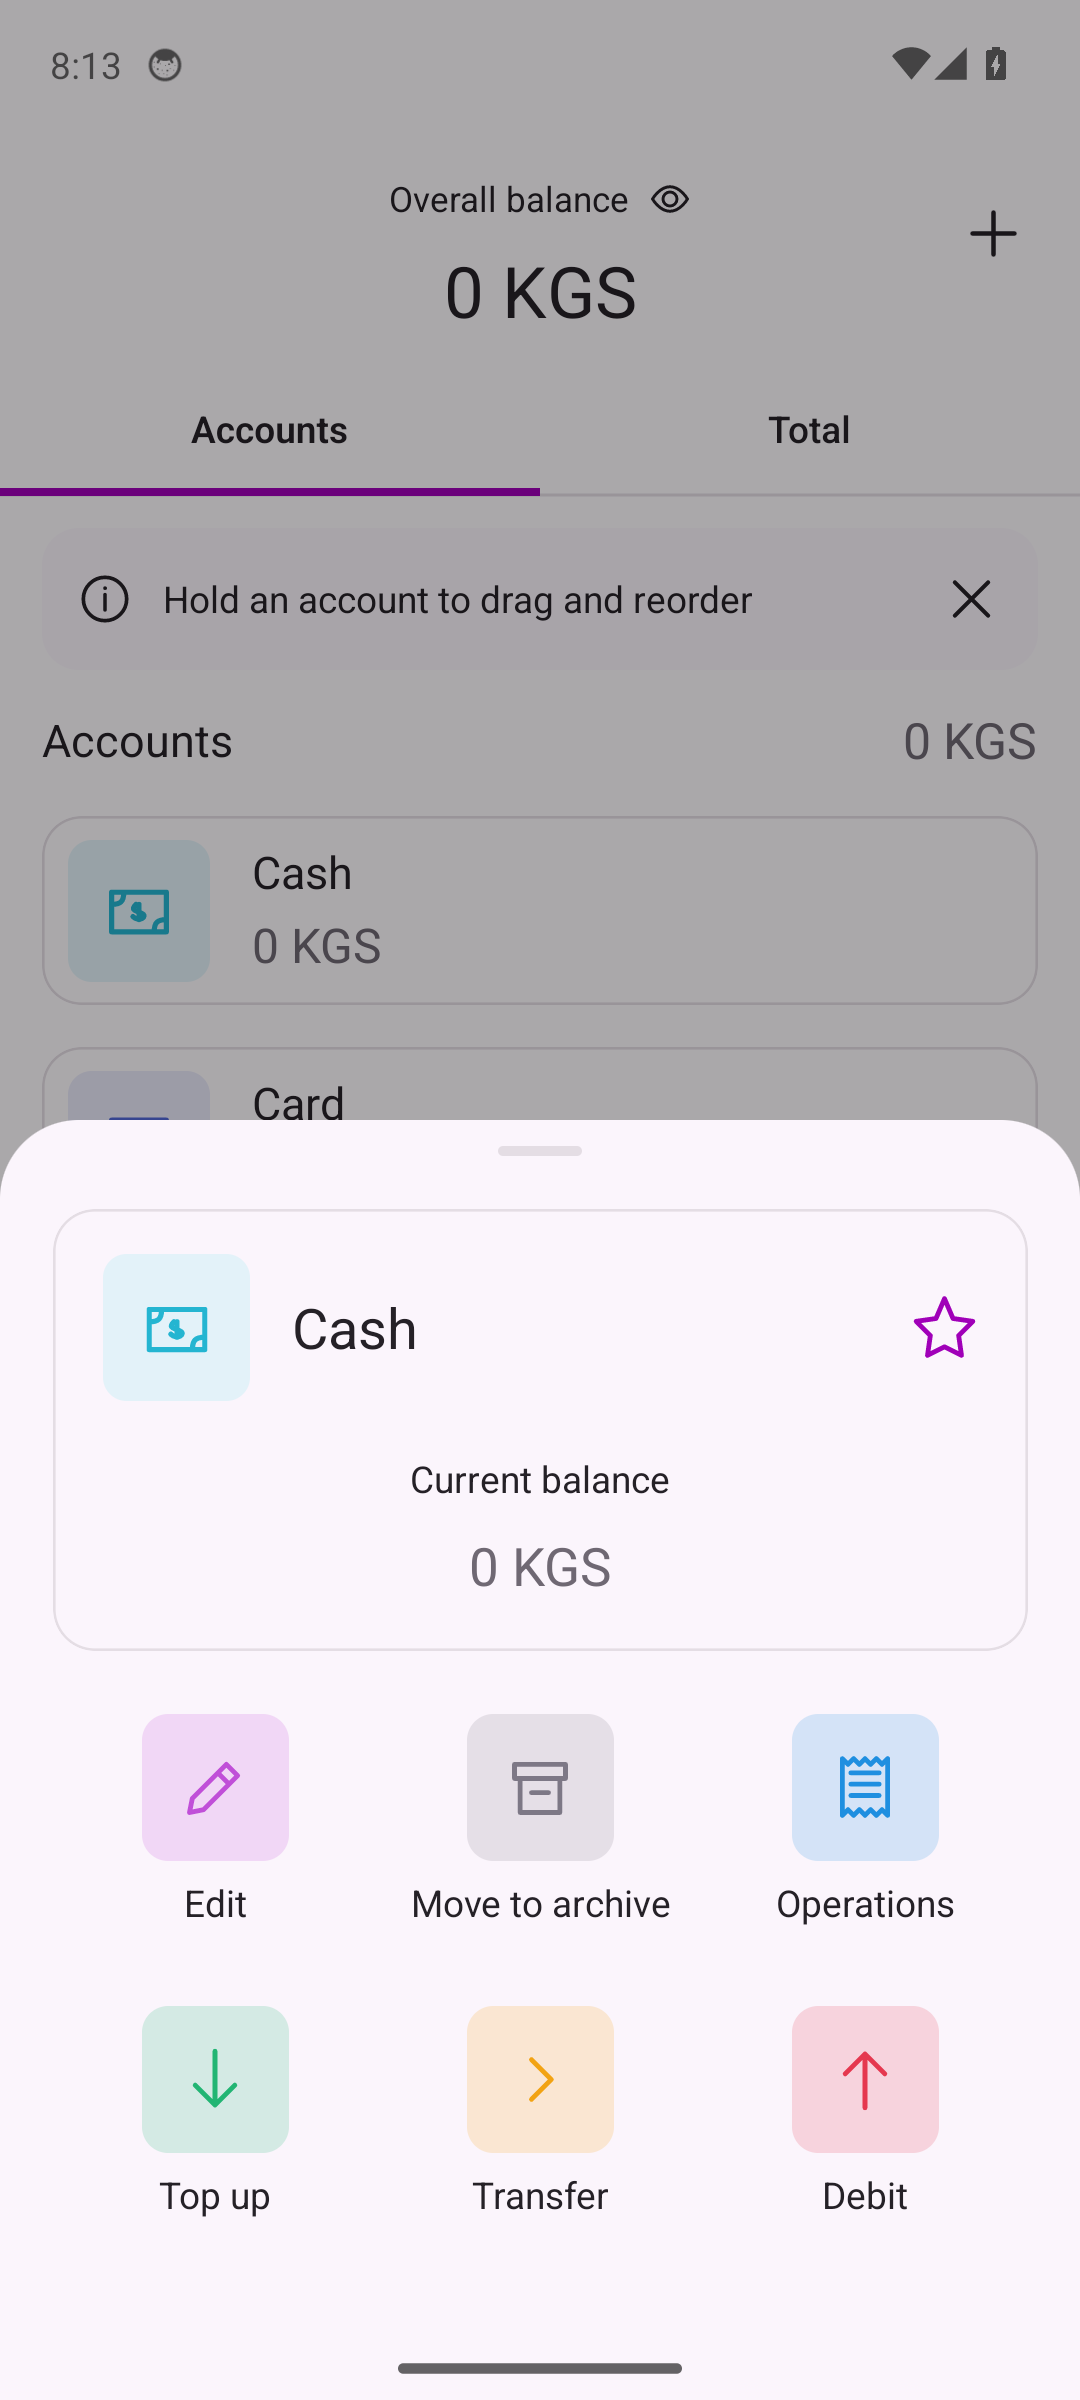 8:13
Overall balance
0 KGS
Accounts
Total
Hold an account to drag and reorder
Accounts
0 KGS
Cash
0 KGS
Card
Cash
Current balance
0 KGS
Edit
Move to archive
Operations
Top up
Transfer
Debit